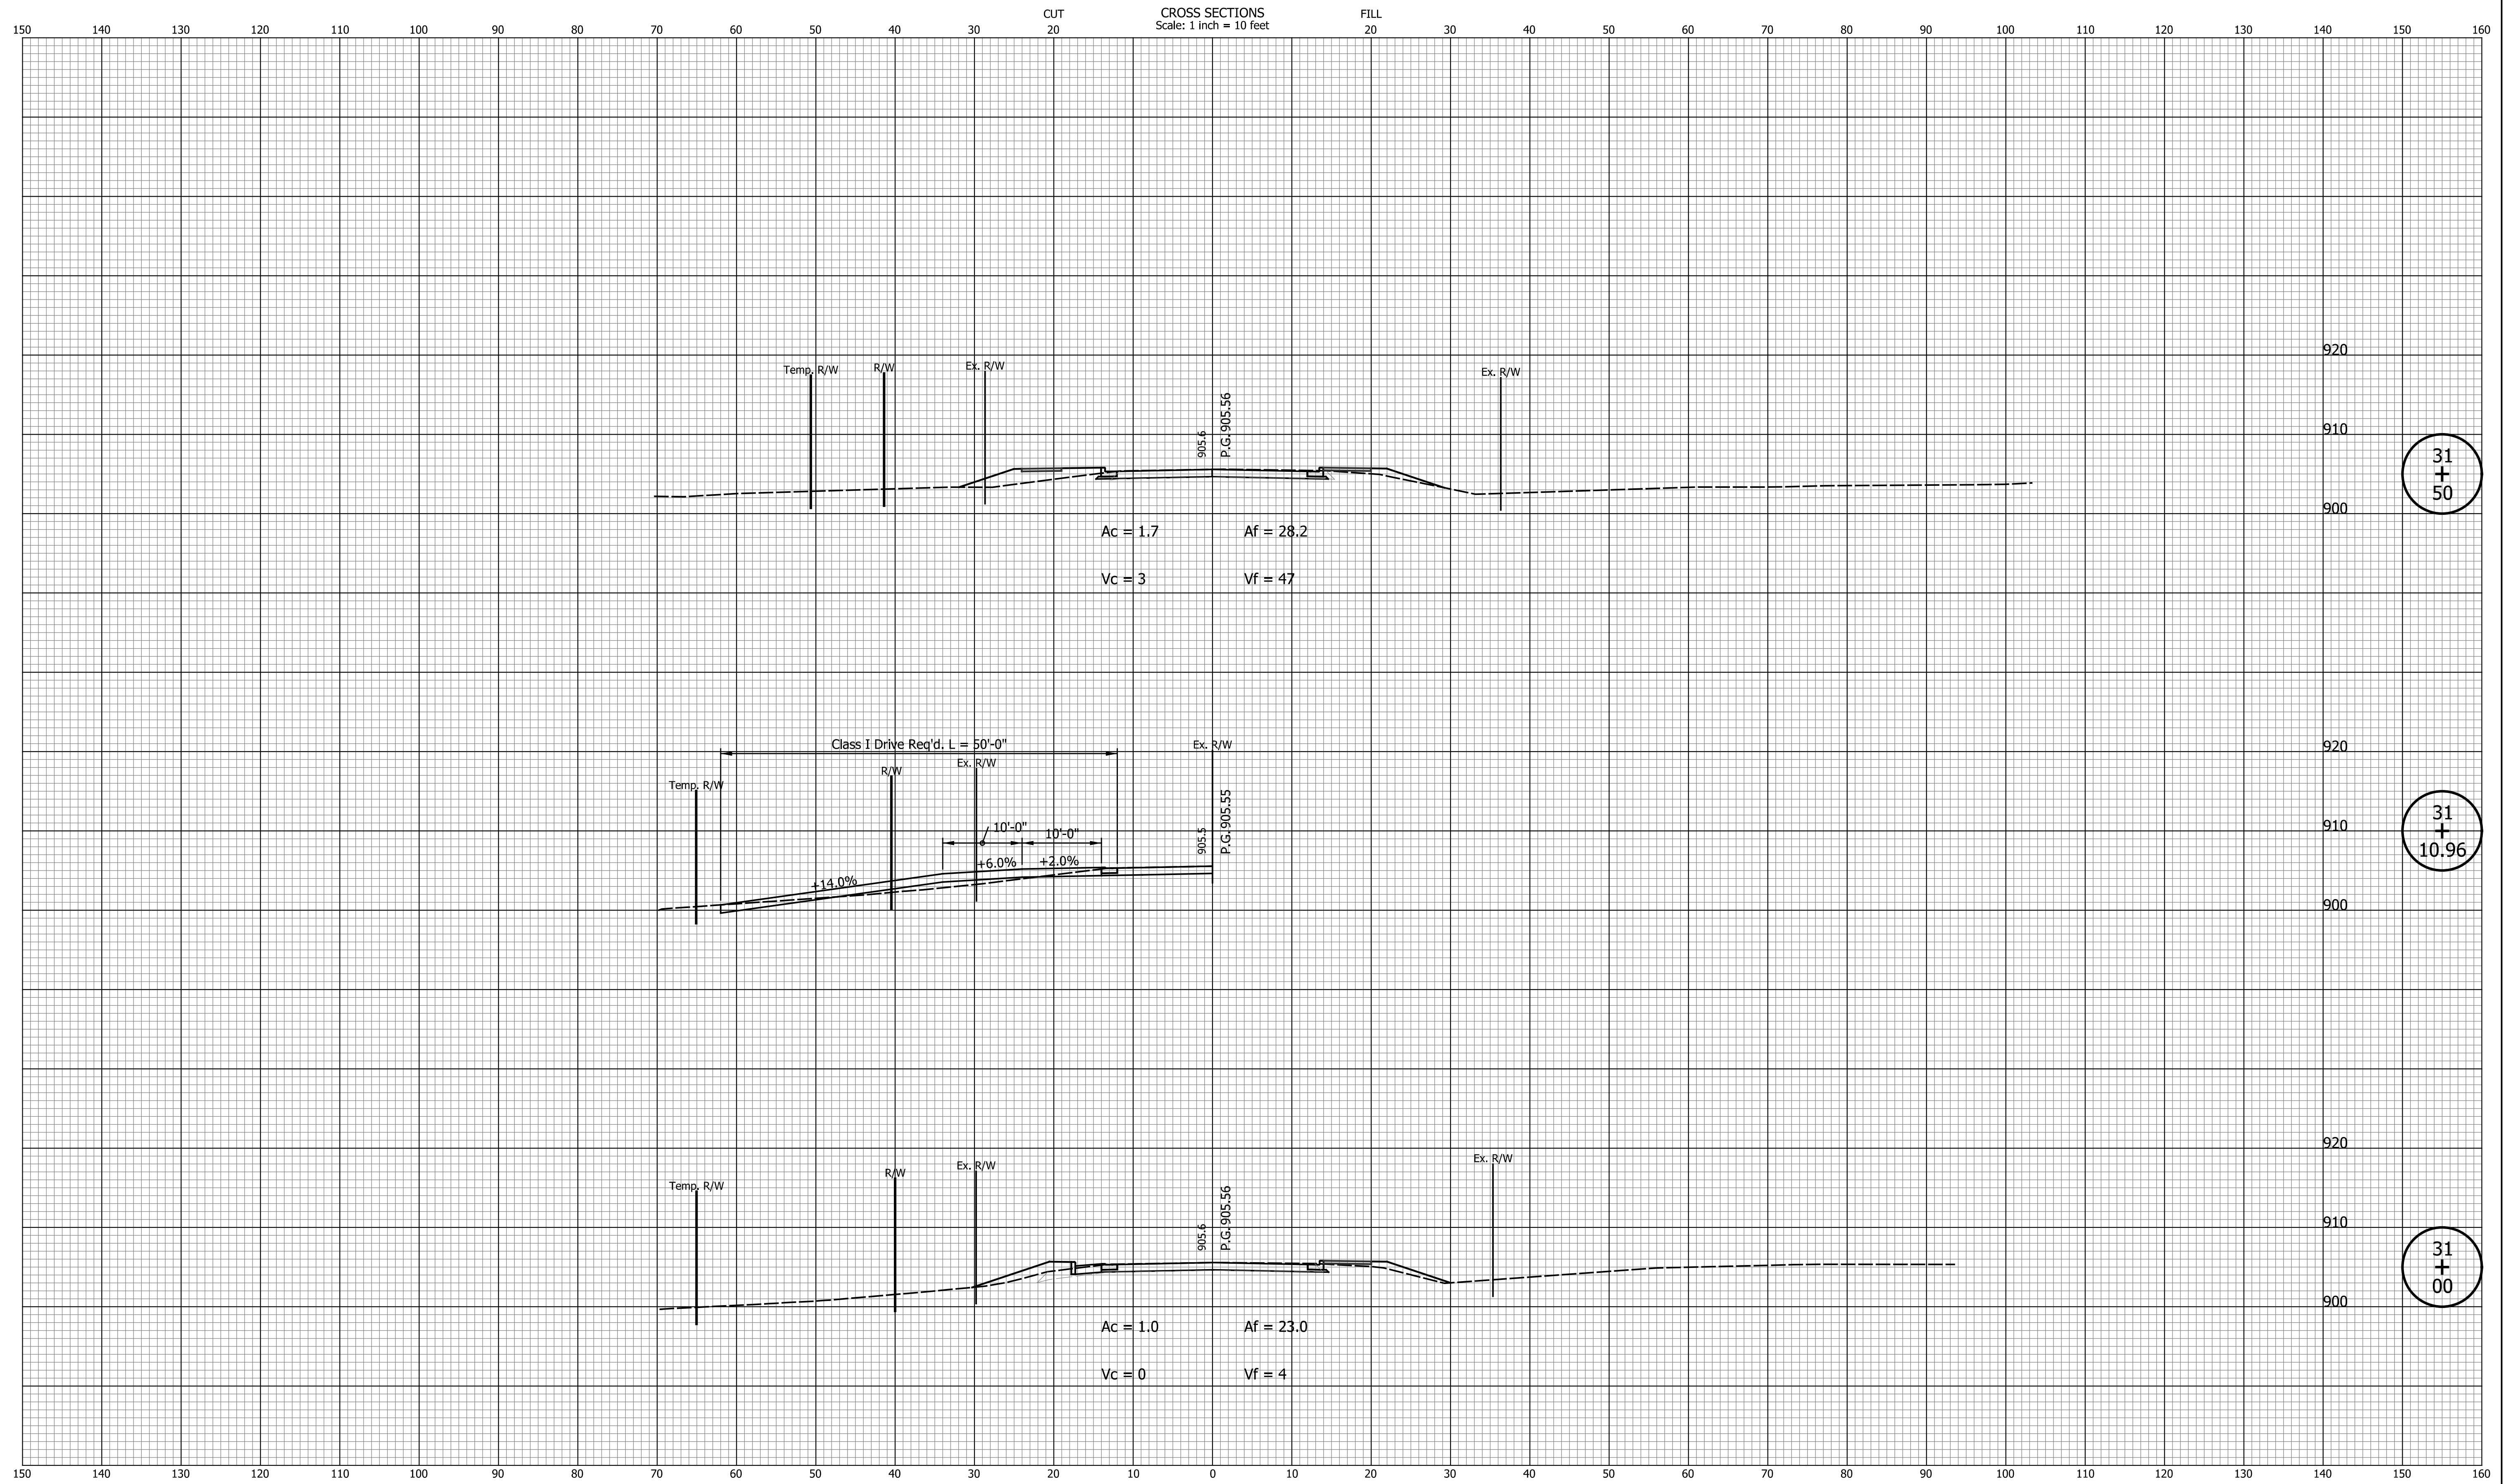 CUT CROSS SECTIONS FILL
Scale: 1 inch = 10 feet
150 140 130 120 110 100 90 80 70 60 50 40 30 20 20 30 40 50 60 70 80 90 100 110 120 130 140 150 160
920
Temp. R/W R/W Ex. R/W Ex. R/W
905.6 P.G. 905.56
910
31
+
50
900
Ac = 1.7 Af = 28.2
Vc = 3 Vf = 47
Class I Drive Req'd. L = 50'-0" Ex. R/W 920
Temp. R/W R/W Ex. R/W
905.5 P.G. 905.55
10'-0" 10'-0"
910
31
+
10.96
+14.0% +6.0% +2.0%
900
920
Temp. R/W R/W Ex. R/W Ex. R/W
905.6 P.G. 905.56
910
31
+
00
900
Ac = 1.0 Af = 23.0
Vc = 0 Vf = 4
150 140 130 120 110 100 90 80 70 60 50 40 30 20 10 0 10 20 30 40 50 60 70 80 90 100 110 120 130 140 150 160